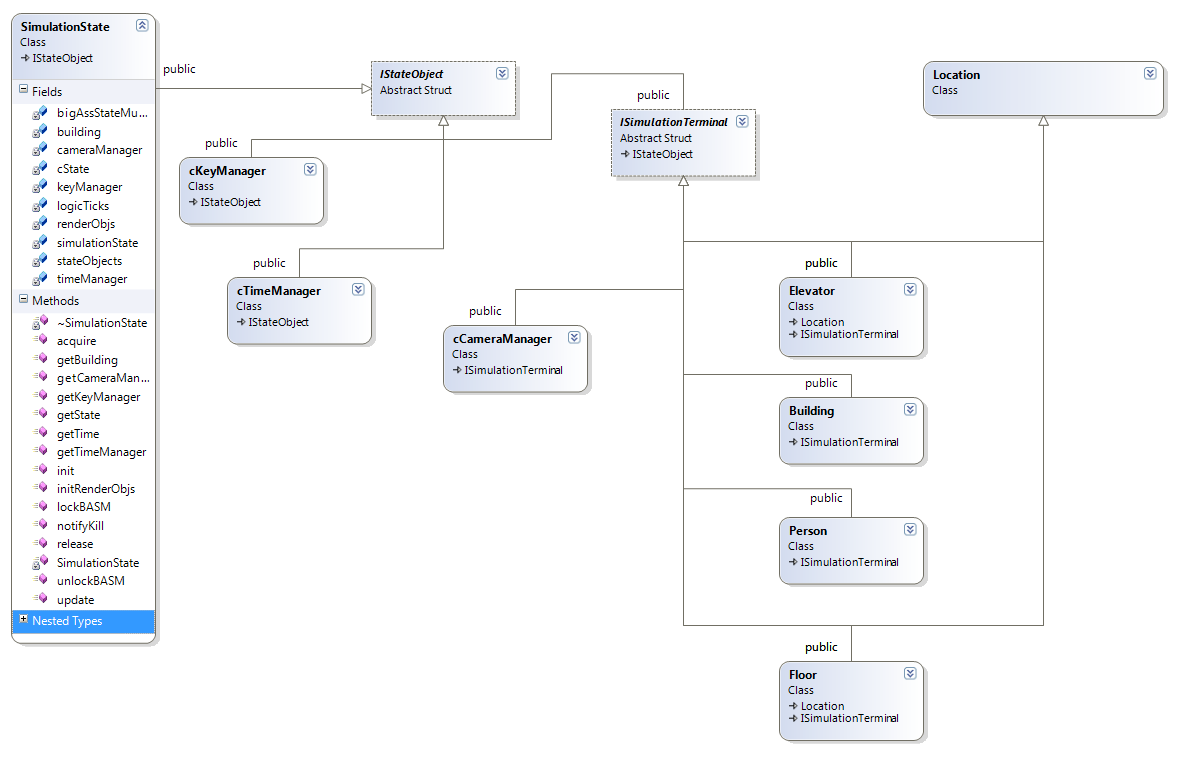 SimulationState
Class
IStateObject
Fields
bigAssStateMu...
building
cameraManager
cState
keyManager
logicTicks
renderObjs
simulationState
stateObjects
timeManager
Methods
~SimulationState
acquire
getBuilding
getCameraMan...
getKeyManager
getState
getTime
getTimeManager
init
initRenderObjs
lockBASM
notifyKill
release
SimulationState
unlockBASM
update
Nested Types
public
IStateObject
Abstract Struct
public
cKeyManager
Class
IStateObject
public
cTimeManager
Class
IStateObject
public
ISimulationTerminal
Abstract Struct
IStateObject
public
cCameraManager
Class
ISimulationTerminal
Location
Class
public
Elevator
Class
Location
ISimulationTerminal
public
Building
Class
ISimulationTerminal
public
Person
Class
ISimulationTerminal
public
Floor
Class
Location
ISimulationTerminal